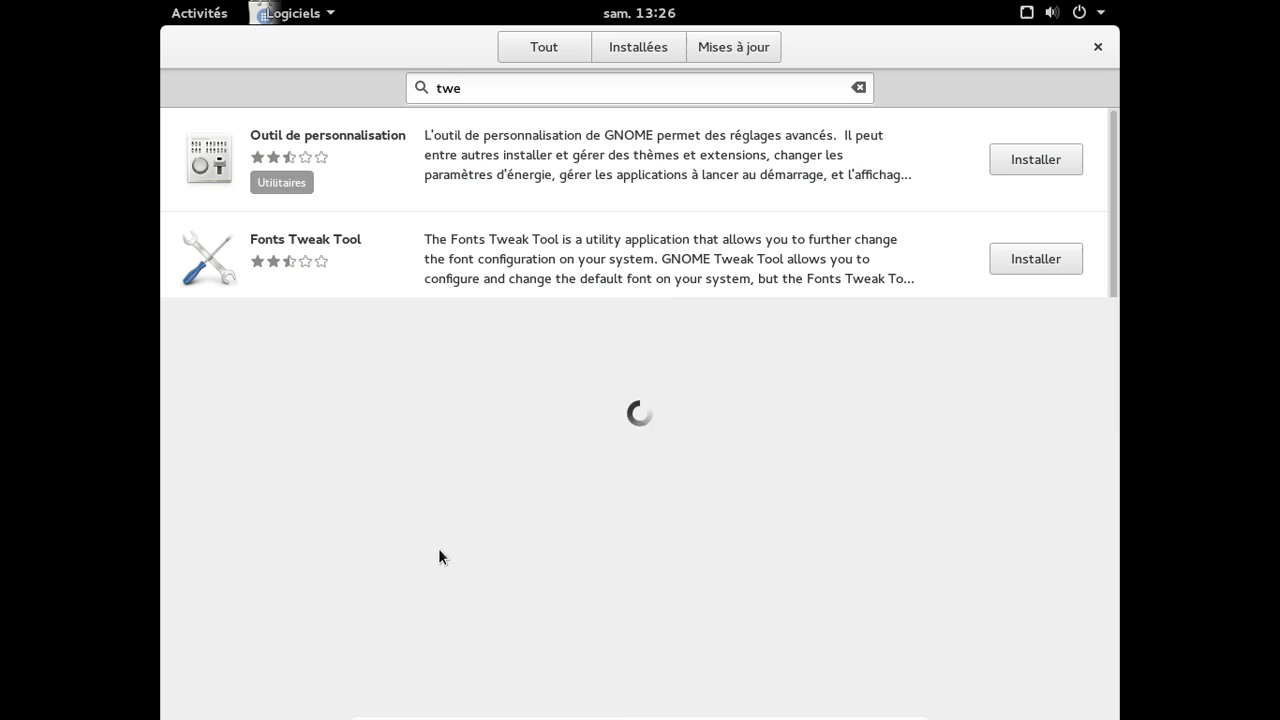 Activités Logiciels sam. 13:26
Tout Installées Mises à jour
twe
Outil de personnalisation
Utilitaires
L'outil de personnalisation de GNOME permet des réglages avancés. Il peut
entre autres installer et gérer des thèmes et extensions, changer les
paramètres d'énergie, gérer les applications à lancer au démarrage, et l'affichag...
Installer
Fonts Tweak Tool
The Fonts Tweak Tool is a utility application that allows you to further change
the font configuration on your system. GNOME Tweak Tool allows you to
configure and change the default font on your system, but the Fonts Tweak To...
Installer